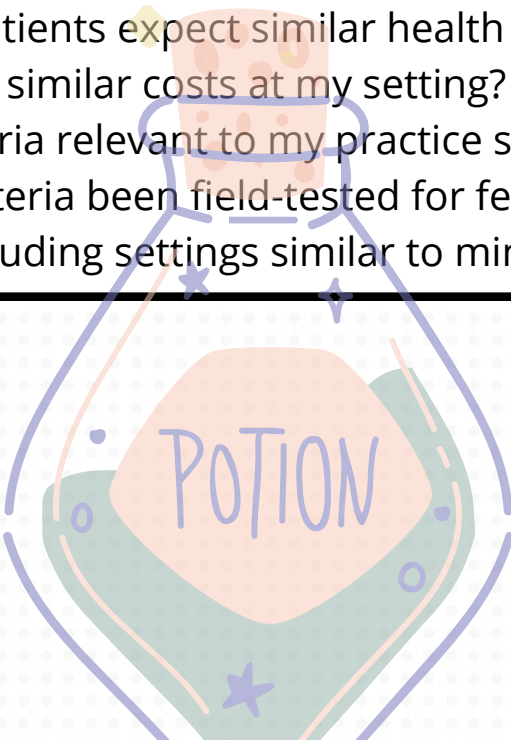 tients expect similar health
similar costs at my setting?
ria relevant to my practice s
teria been field-tested for fe
uding settings similar to min
POTION